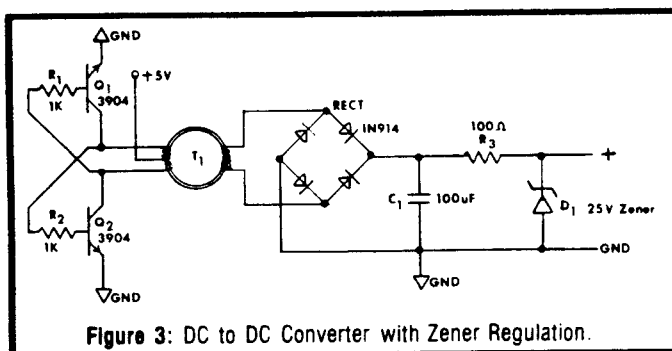 GND
+5V
R1
1K
Q1
3904
RECT
IN914
100Ω
R3
+
T1
C1
100uF
D1
25V Zener
R2
1K
Q2
3904
GND
GND
GND
Figure 3: DC to DC Converter with Zener Regulation.